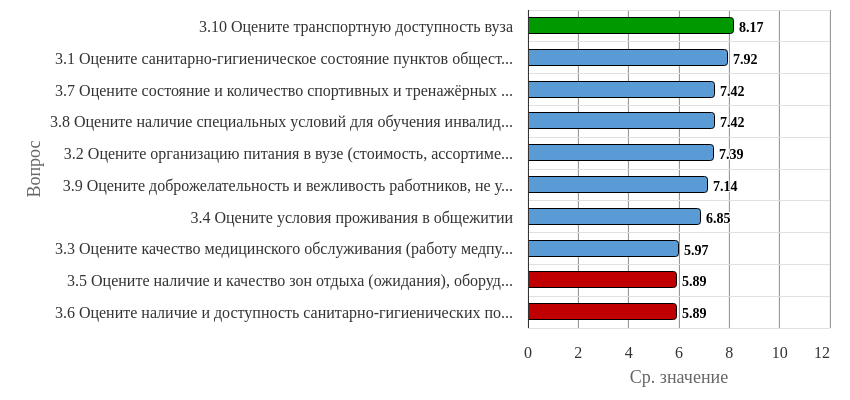 3.10 Оцените транспортную доступность вуза 8.17
3.1 Оцените санитарно-гигиеническое состояние пунктов общест... 7.92
3.7 Оцените состояние и количество спортивных и тренажёрных ... 7.42
3.8 Оцените наличие специальных условий для обучения инвалид... 7.42
3.2 Оцените организацию питания в вузе (стоимость, ассортиме... 7.39
3.9 Оцените доброжелательность и вежливость работников, не у... 7.14
3.4 Оцените условия проживания в общежитии 6.85
3.3 Оцените качество медицинского обслуживания (работу медпу... 5.97
3.5 Оцените наличие и качество зон отдыха (ожидания), оборуд... 5.89
3.6 Оцените наличие и доступность санитарно-гигиенических по... 5.89
Вопрос
0 2 4 6 8 10 12
Ср. значение